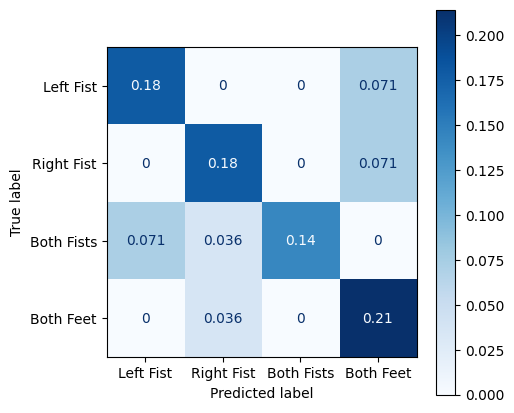 True label
Left Fist 0.18 0 0 0.071
Right Fist 0 0.18 0 0.071
Both Fists 0.071 0.036 0.14 0
Both Feet 0 0.036 0 0.21
Left Fist Right Fist Both Fists Both Feet
Predicted label
0.200
0.175
0.150
0.125
0.100
0.075
0.050
0.025
0.000